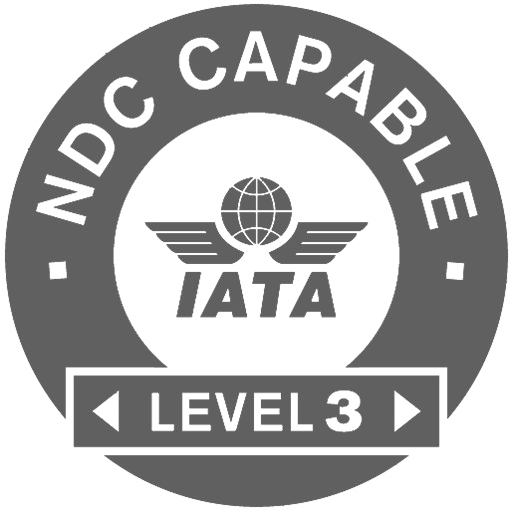 NDC CAPABLE
IATA
LEVEL 3